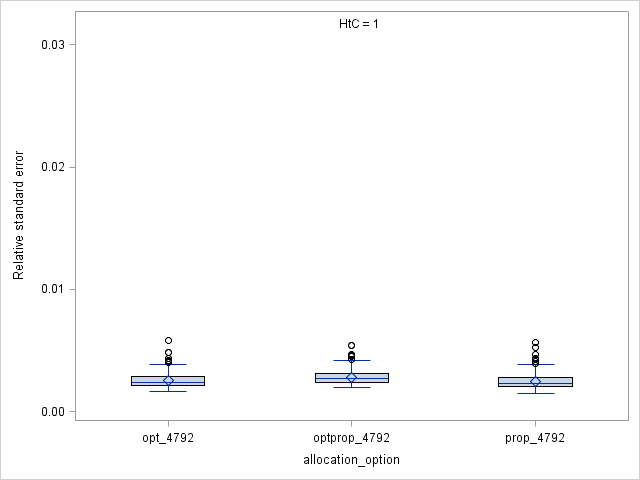 HtC = 1
0.03
0.02
0.01
0.00
Relative standard error
opt_4792
optprop_4792
prop_4792
allocation_option